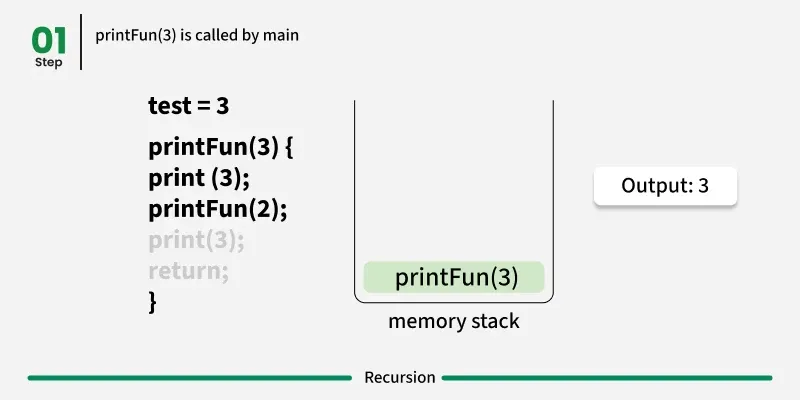 01
Step
printFun(3) is called by main
test = 3
printFun(3) {
print (3);
printFun(2);
print(3);
return;
}
printFun(3)
memory stack
Output: 3
Recursion